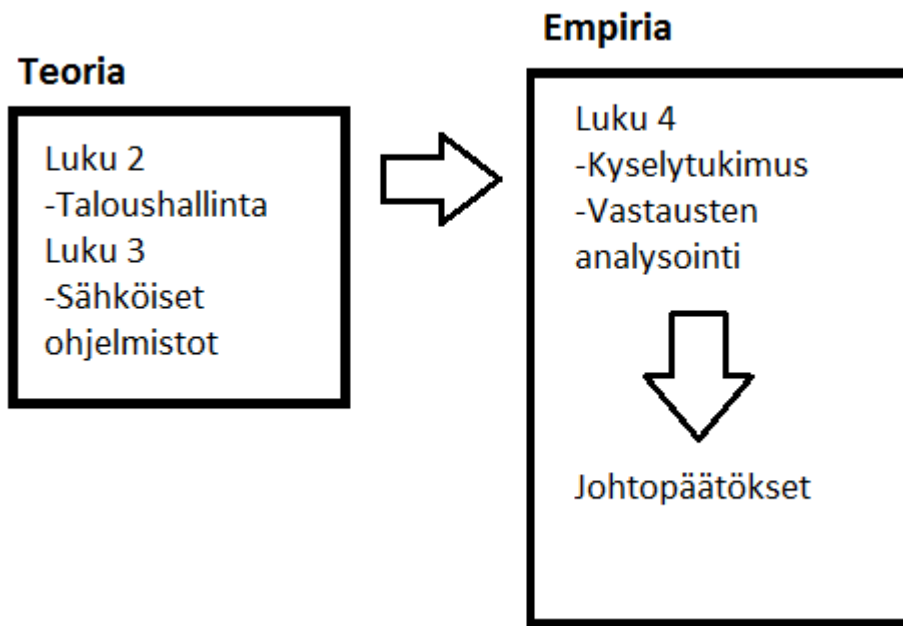 Teoria
Luku 2
-Taloushallinta
Luku 3
-Sähköiset
ohjelmistot
Empiria
Luku 4
-Kyselytukimus
-Vastausten
analysointi
Johtopäätökset